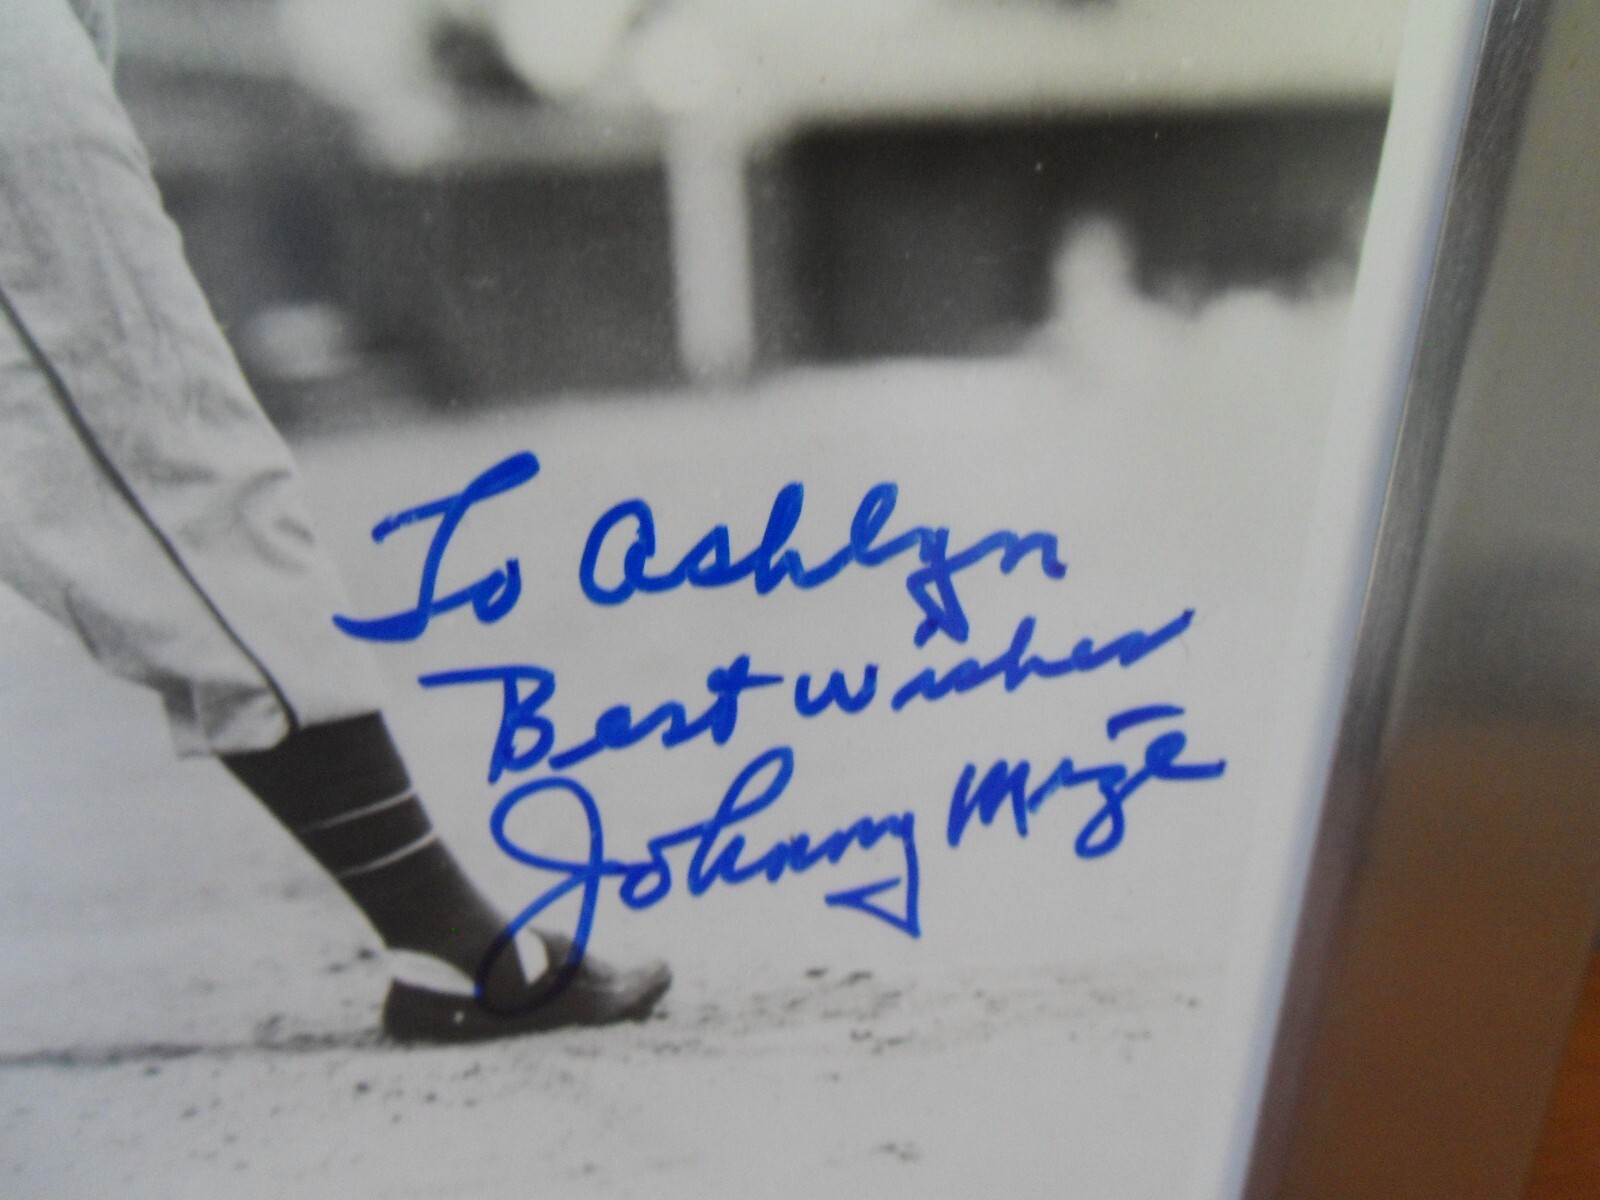 To Ashlyn
Best wishes
Johnny Mize